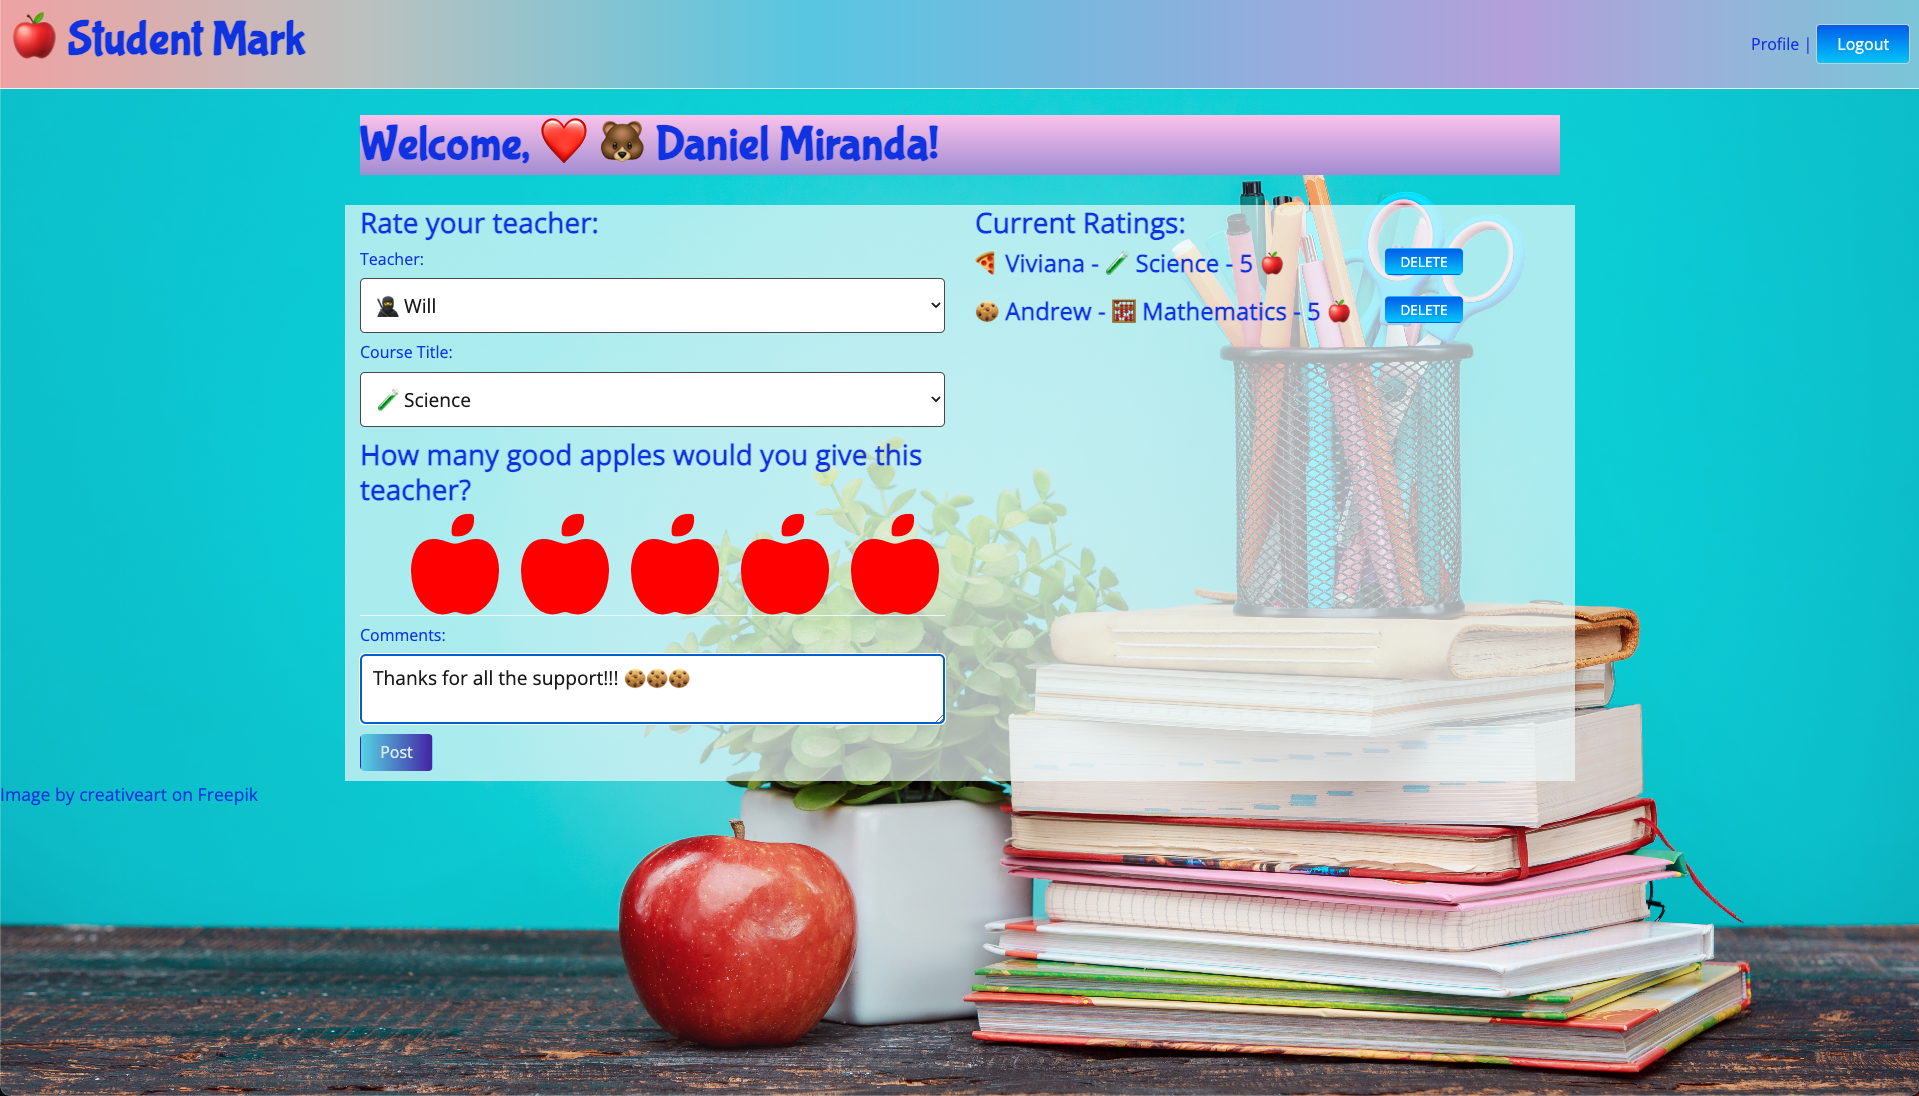 🍎 Student Mark
Profile | Logout
Welcome, ❤️ 🐻 Daniel Miranda!
Rate your teacher:
Teacher:
🥷 Will
Course Title:
🧪 Science
How many good apples would you give this
teacher?
Comments:
Thanks for all the support!!! 🍪🍪🍪
Post
Current Ratings:
🍕 Viviana - 🧪 Science - 5 🍎 DELETE
🍪 Andrew - 🧮 Mathematics - 5 🍎 DELETE
Image by creativeart on Freepik